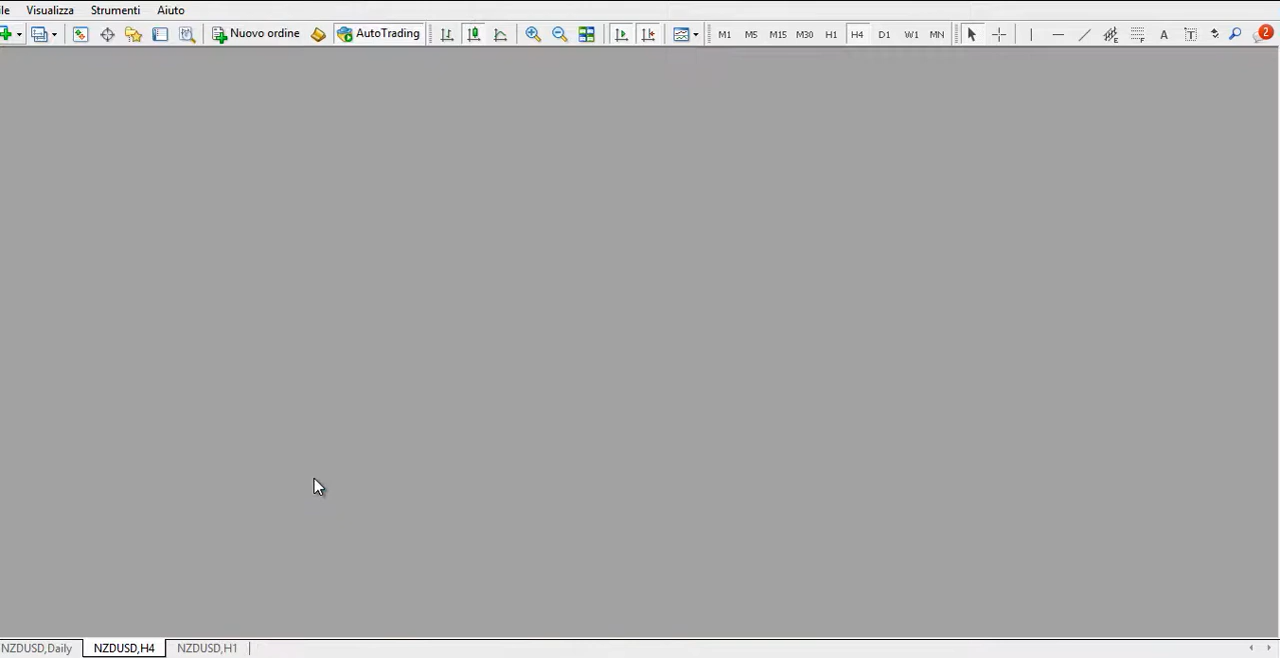 le Visualizza Strumenti Aiuto
Nuovo ordine AutoTrading M1 M5 M15 M30 H1 H4 D1 W1 MN A T 2
NZDUSD,Daily NZDUSD,H4 NZDUSD,H1